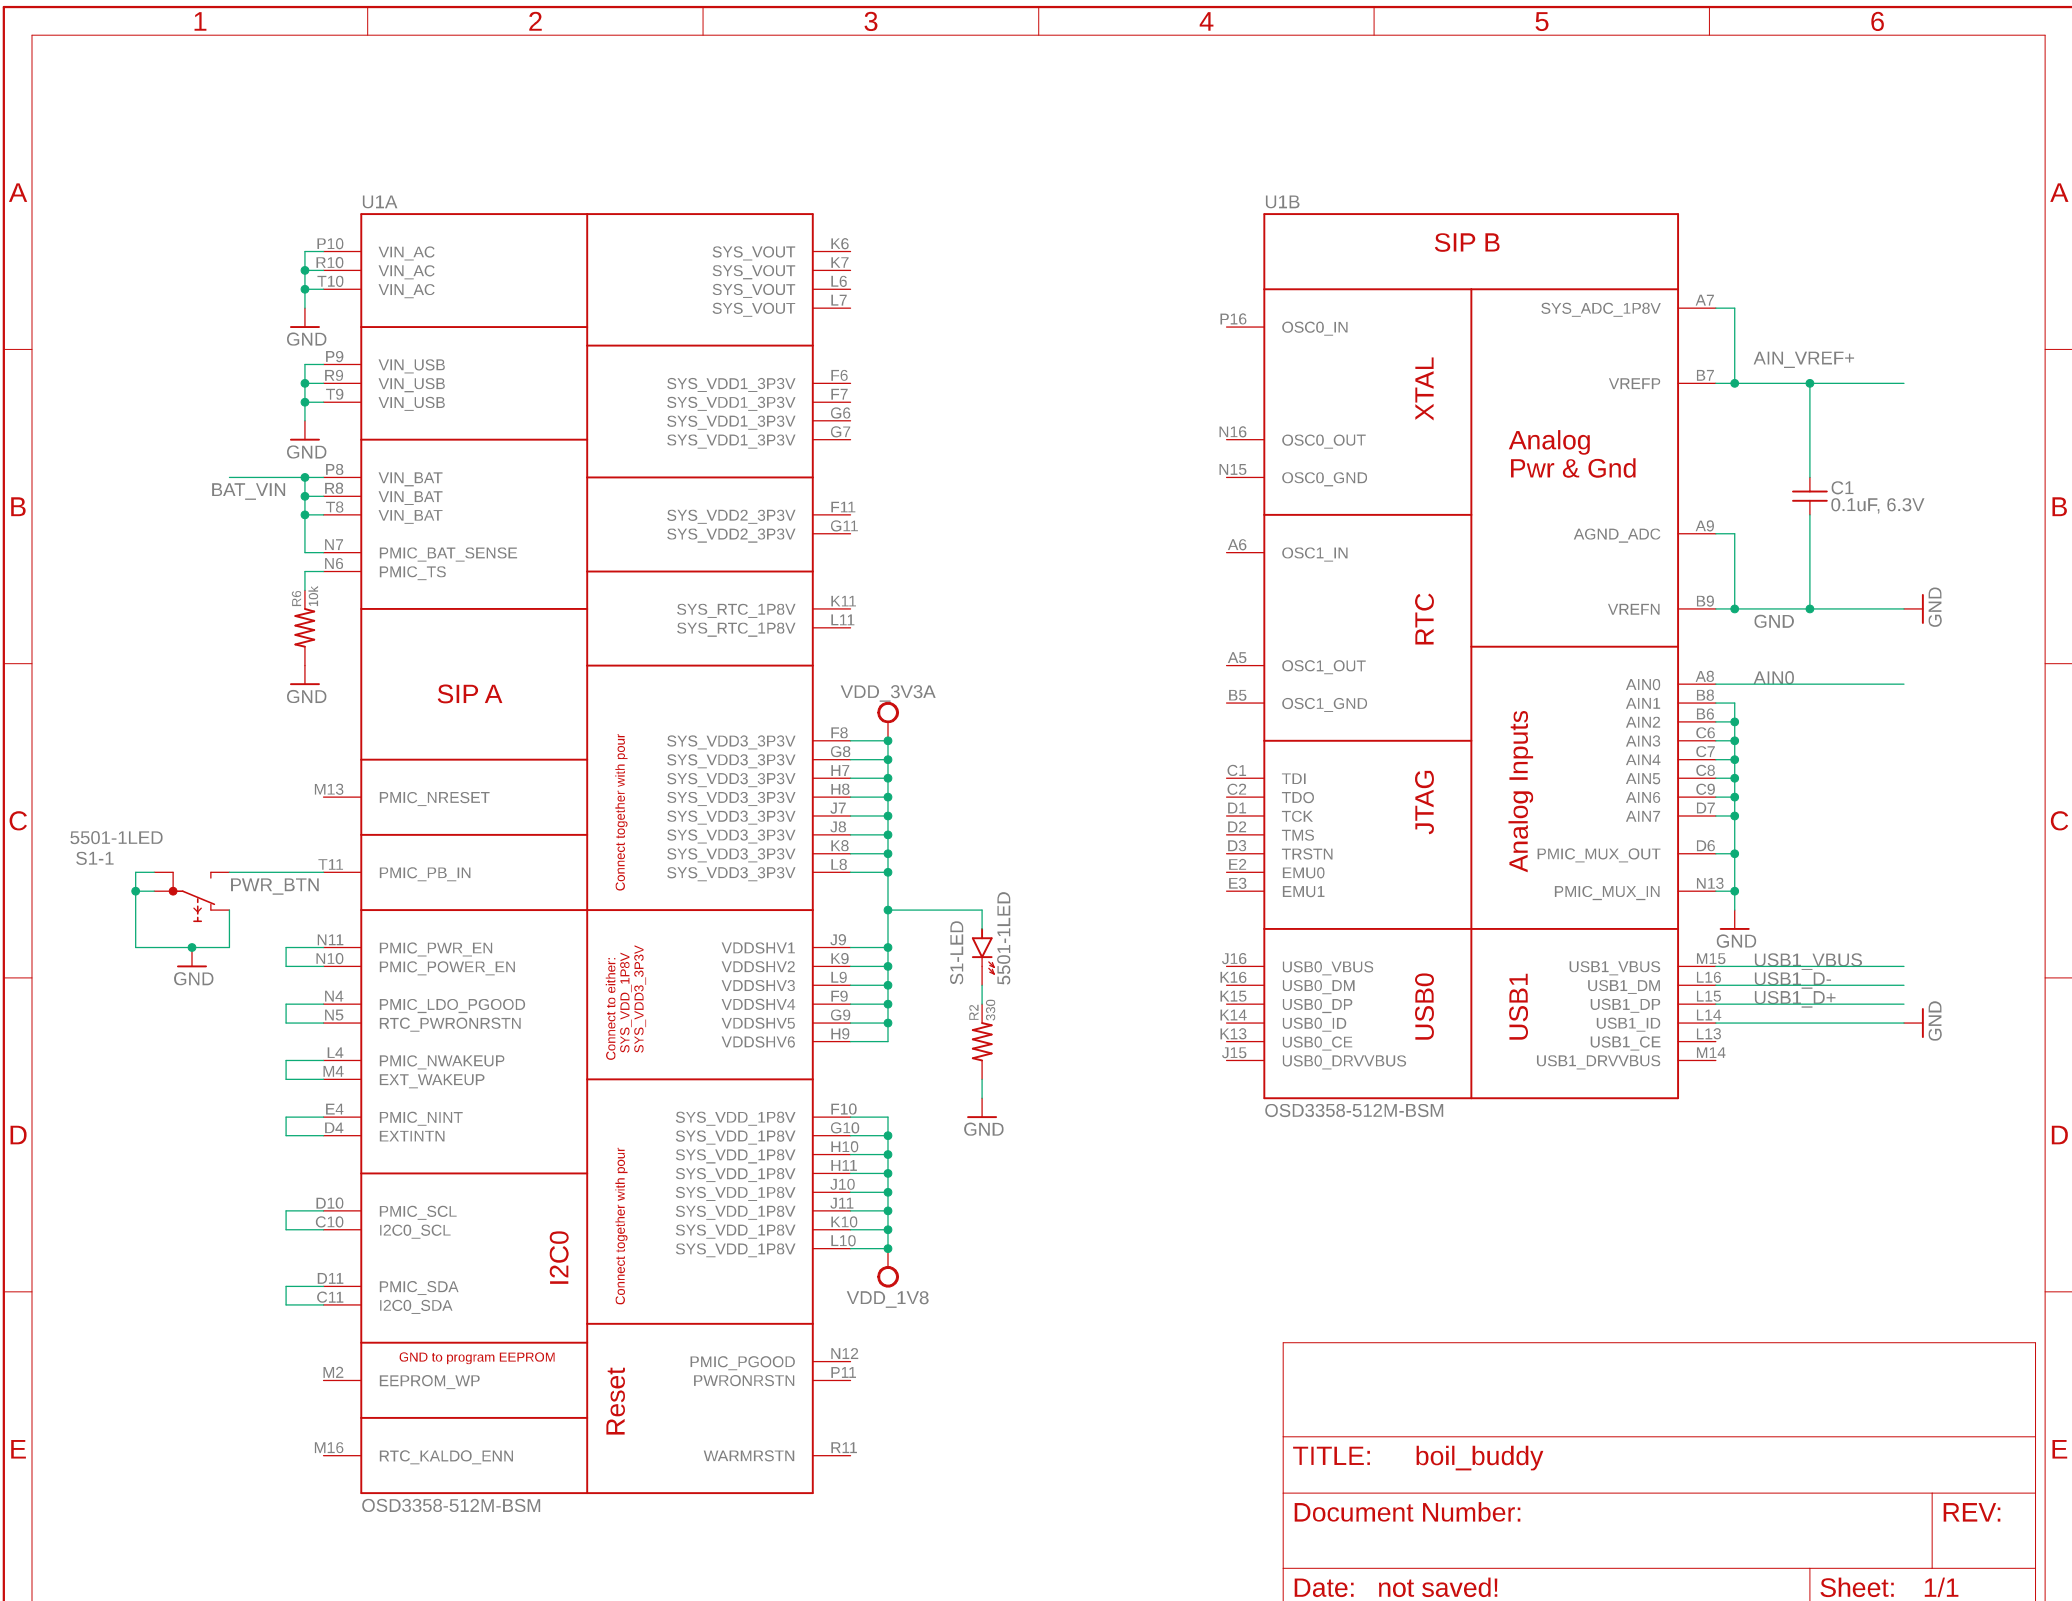 1 2 3 4 5 6
A
B
C
D
E
U1A
P10 VIN_AC
R10 VIN_AC
T10 VIN_AC
GND
P9 VIN_USB
R9 VIN_USB
T9 VIN_USB
GND
P8 VIN_BAT
BAT_VIN
R8 VIN_BAT
T8 VIN_BAT
N7 PMIC_BAT_SENSE
N6 PMIC_TS
R6
10k
GND
SIP A
M13 PMIC_NRESET
5501-1LED
S1-1
T11 PMIC_PB_IN
PWR_BTN
GND
N11 PMIC_PWR_EN
N10 PMIC_POWER_EN
N4 PMIC_LDO_PGOOD
N5 RTC_PWRONRSTN
L4 PMIC_NWAKEUP
M4 EXT_WAKEUP
E4 PMIC_NINT
D4 EXTINTN
D10 PMIC_SCL
C10 I2C0_SCL
I2C0
D11 PMIC_SDA
C11 I2C0_SDA
GND to program EEPROM
M2 EEPROM_WP
M16 RTC_KALDO_ENN
SYS_VOUT K6
SYS_VOUT K7
SYS_VOUT L6
SYS_VOUT L7
SYS_VDD1_3P3V F6
SYS_VDD1_3P3V F7
SYS_VDD1_3P3V G6
SYS_VDD1_3P3V G7
SYS_VDD2_3P3V F11
SYS_VDD2_3P3V G11
SYS_RTC_1P8V K11
SYS_RTC_1P8V L11
VDD_3V3A
Connect together with pour
SYS_VDD3_3P3V F8
SYS_VDD3_3P3V G8
SYS_VDD3_3P3V H7
SYS_VDD3_3P3V H8
SYS_VDD3_3P3V J7
SYS_VDD3_3P3V J8
SYS_VDD3_3P3V K8
SYS_VDD3_3P3V L8
Connect to either:
SYS_VDD_1P8V
SYS_VDD3_3P3V
VDDSHV1 J9
VDDSHV2 K9
VDDSHV3 L9
VDDSHV4 F9
VDDSHV5 G9
VDDSHV6 H9
S1-LED
5501-1LED
R2
330
GND
Connect together with pour
SYS_VDD_1P8V F10
SYS_VDD_1P8V G10
SYS_VDD_1P8V H10
SYS_VDD_1P8V H11
SYS_VDD_1P8V J10
SYS_VDD_1P8V J11
SYS_VDD_1P8V K10
SYS_VDD_1P8V L10
VDD_1V8
Reset
PMIC_PGOOD N12
PWRONRSTN P11
WARMRSTN R11
OSD3358-512M-BSM
U1B
SIP B
P16 OSC0_IN
XTAL
N16 OSC0_OUT
N15 OSC0_GND
A6 OSC1_IN
RTC
A5 OSC1_OUT
B5 OSC1_GND
JTAG
C1 TDI
C2 TDO
D1 TCK
D2 TMS
D3 TRSTN
E2 EMU0
E3 EMU1
USB0
J16 USB0_VBUS
K16 USB0_DM
K15 USB0_DP
K14 USB0_ID
K13 USB0_CE
J15 USB0_DRVVBUS
SYS_ADC_1P8V A7
AIN_VREF+
VREFP B7
Analog
Pwr & Gnd
C1
0.1uF, 6.3V
AGND_ADC A9
VREFN B9
GND
GND
Analog Inputs
AIN0 A8 AIN0
AIN1 B8
AIN2 B6
AIN3 C6
AIN4 C7
AIN5 C8
AIN6 C9
AIN7 D7
PMIC_MUX_OUT D6
PMIC_MUX_IN N13
GND
USB1
USB1_VBUS M15 USB1_VBUS
USB1_DM L16 USB1_D-
USB1_DP L15 USB1_D+
USB1_ID L14
GND
USB1_CE L13
USB1_DRVVBUS M14
OSD3358-512M-BSM
A
B
C
D
E
TITLE: boil_buddy
Document Number:
REV:
Date: not saved!
Sheet: 1/1